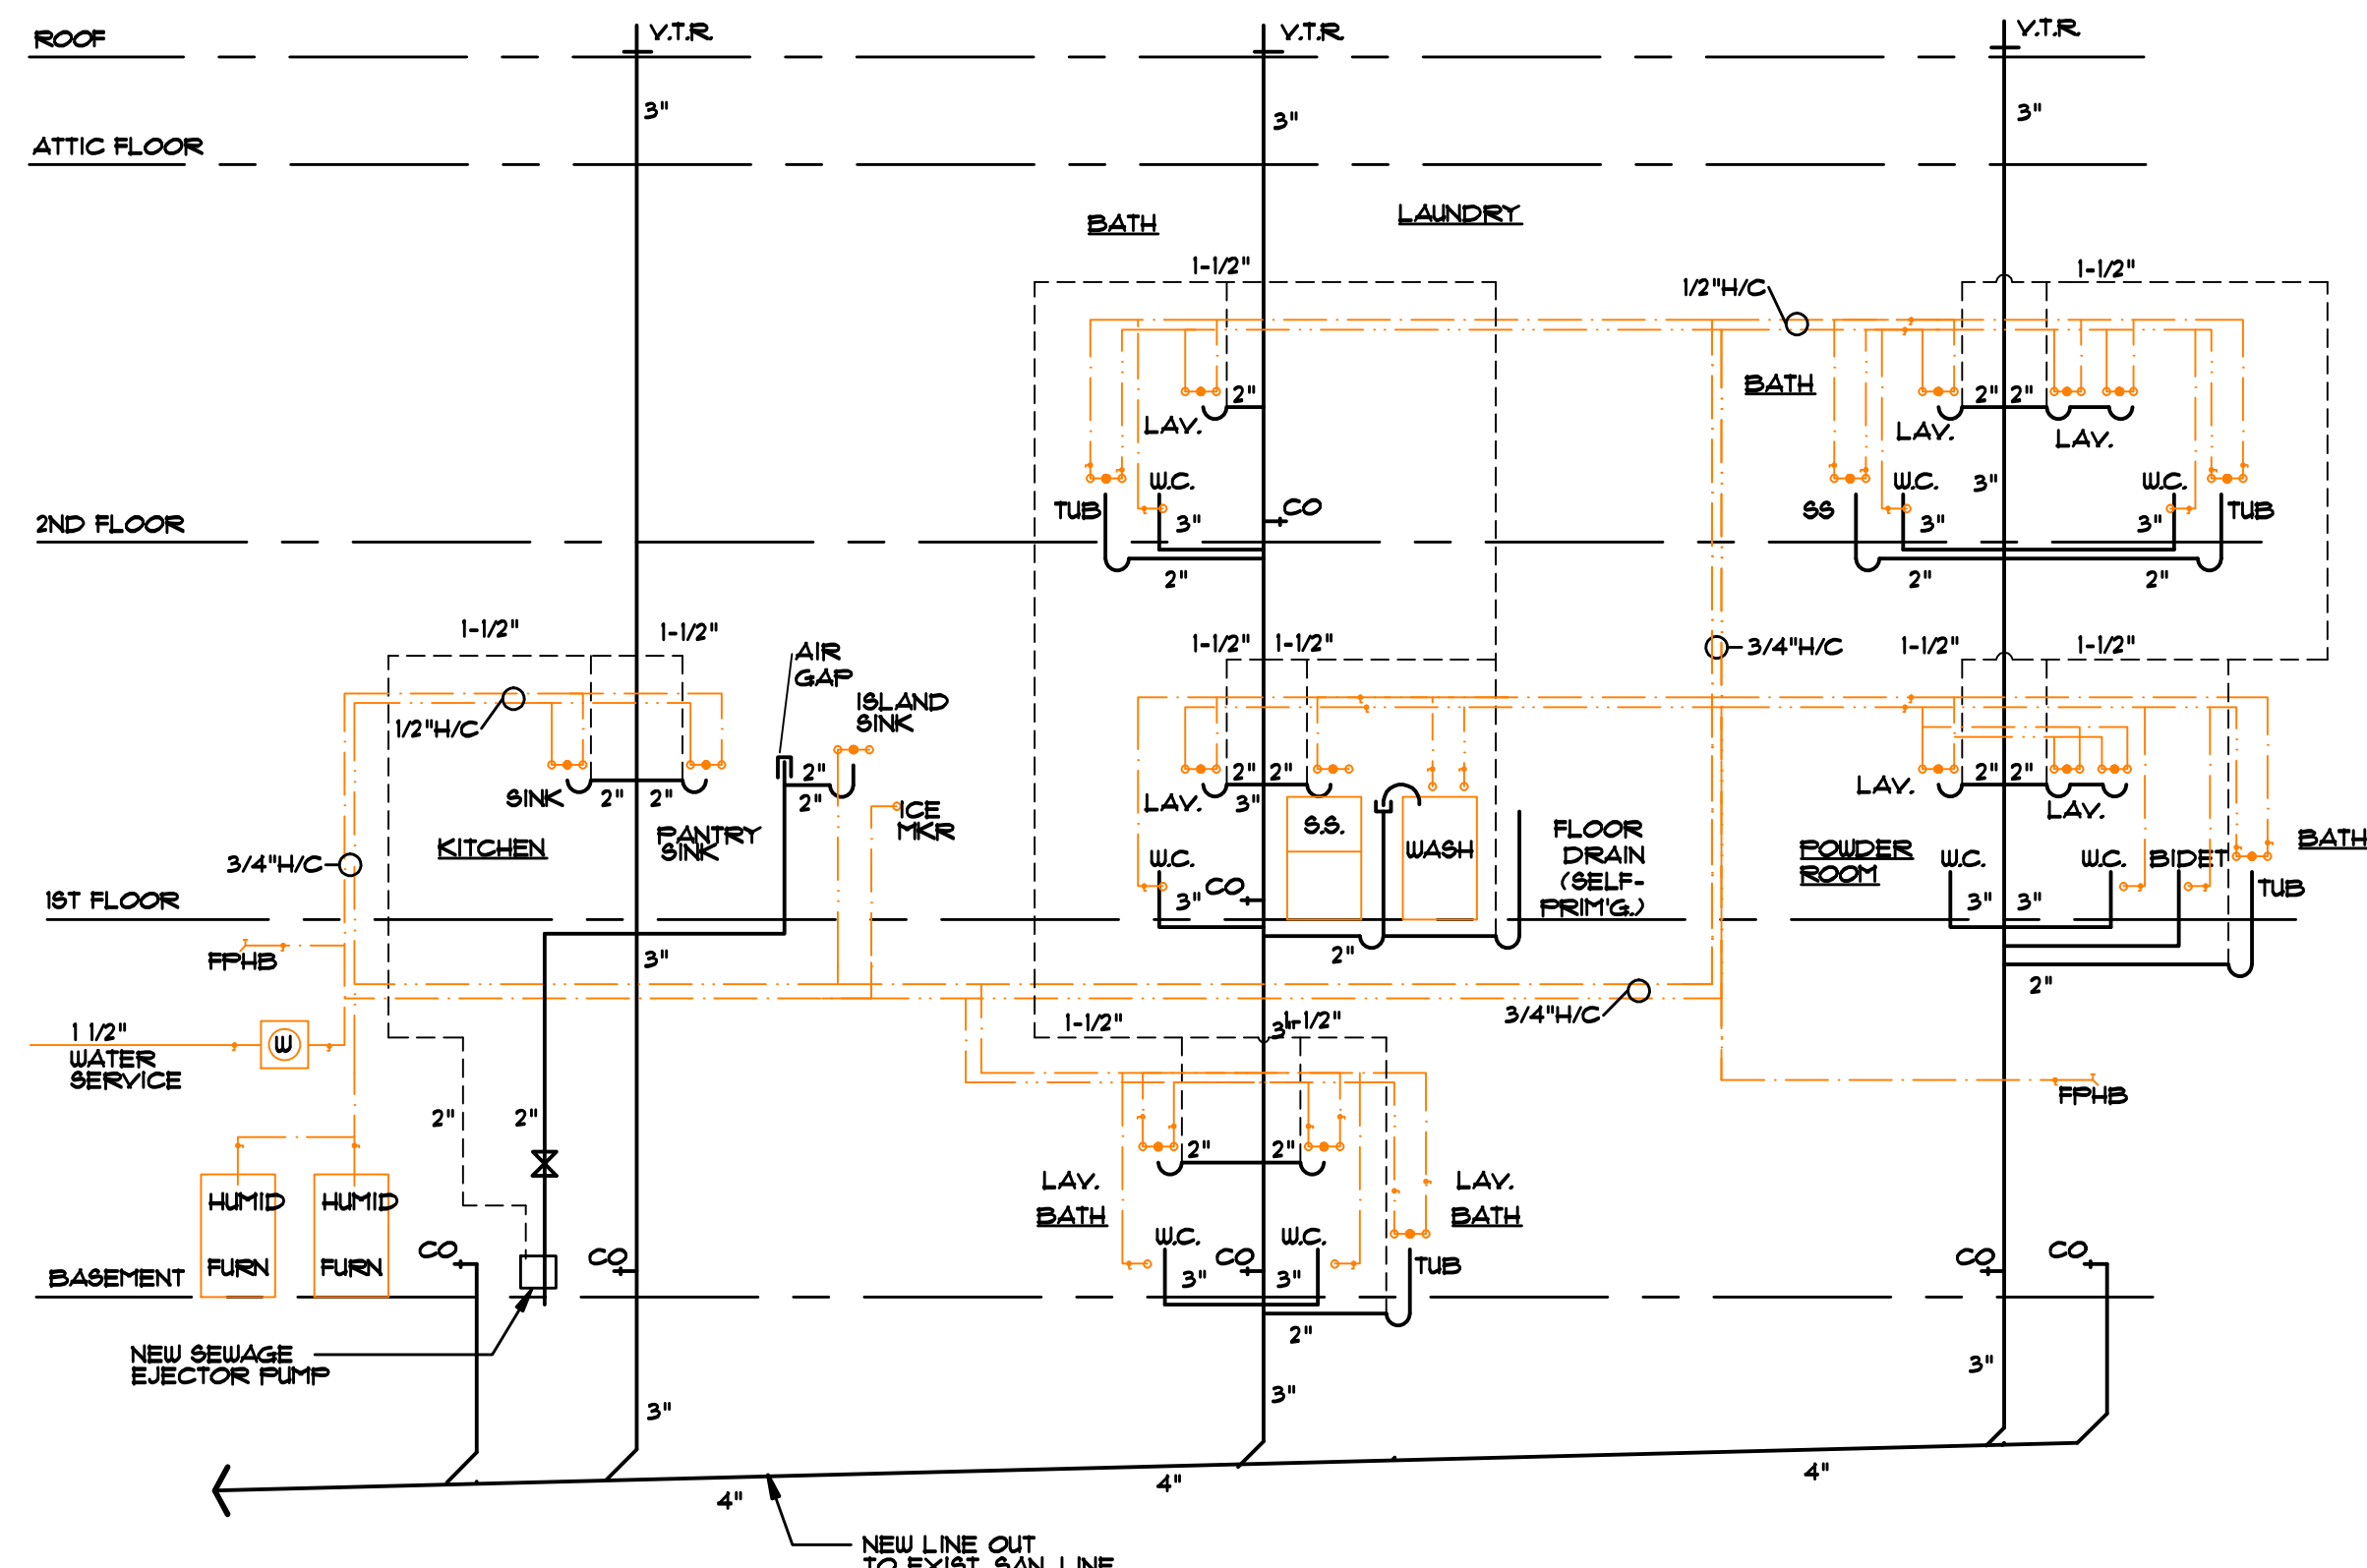 V.T.R.
V.T.R.
V.T.R.
ROOF
3"
3"
3"
ATTIC FLOOR
BATH
LAUNDRY
1-1/2"
1-1/2"
1/2"H/C
BATH
2"
2"
2"
LAV.
LAV.
LAV.
W.C.
W.C.
3"
W.C.
TUB
CO
SS
TUB
2ND FLOOR
3"
3"
3"
2"
2"
2"
1-1/2"
1-1/2"
1-1/2"
1-1/2"
1-1/2"
1-1/2"
3/4"H/C
AIR
GAP
ISLAND
SINK
1/2"H/C
2"
2"
2"
2"
2"
SINK
2"
2"
2"
LAV.
3"
LAV.
LAV.
ICE
MKR
PANTRY
SINK
KITCHEN
S.S.
WASH
FLOOR
DRAIN
(SELF-
PRIM'G.)
POWDER
ROOM
BATH
3/4"H/C
W.C.
W.C.
W.C.
BIDET
TUB
1ST FLOOR
3"
CO
3"
3"
FPHB
3"
2"
2"
1 1/2"
WATER
SERVICE
W
1-1/2"
3"
1-1/2"
3/4"H/C
FPHB
2"
2"
2"
2"
LAV.
LAV.
BATH
BATH
HUMID
HUMID
FURN
FURN
CO
CO
W.C.
CO
W.C.
TUB
CO
CO
BASEMENT
3"
3"
2"
NEW SEWAGE
EJECTOR PUMP
3"
3"
3"
4"
4"
4"
NEW LINE OUT
TO EXIST SAN LINE